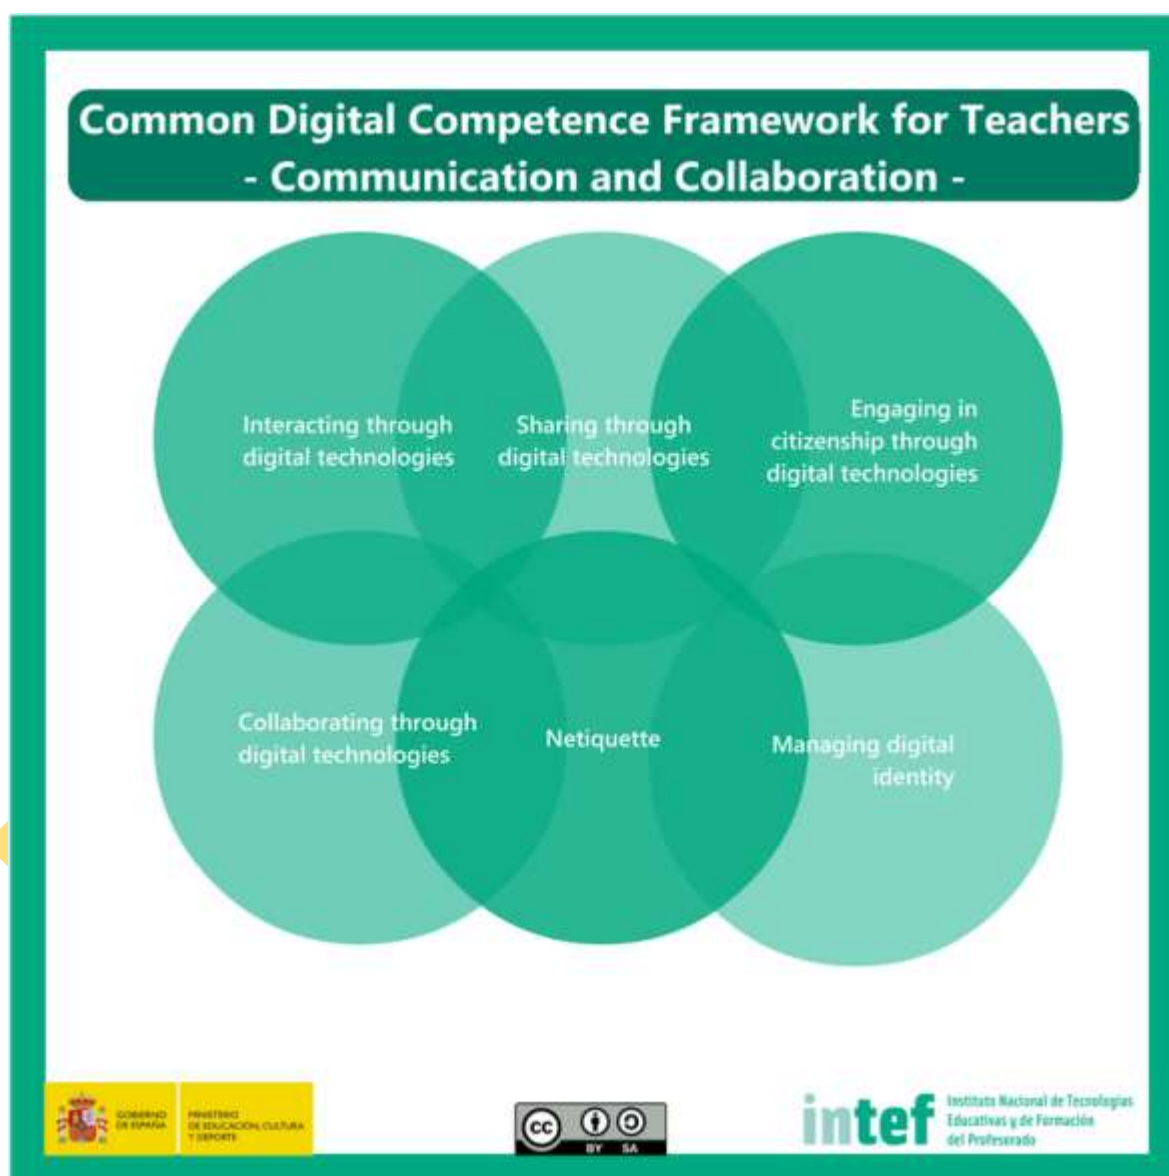 Common Digital Competence Framework for Teachers
- Communication and Collaboration -
Interacting through
digital technologies
Sharing through
digital technologies
Engaging in
citizenship through
digital technologies
Collaborating through
digital technologies
Netiquette
Managing digital
identity
GOBIERNO
DE ESPAÑA
MINISTERIO
DE EDUCACIÓN, CULTURA
Y DEPORTE
cc
BY SA
intef
Instituto Nacional de Tecnologías
Educativas y de Formación
del Profesorado